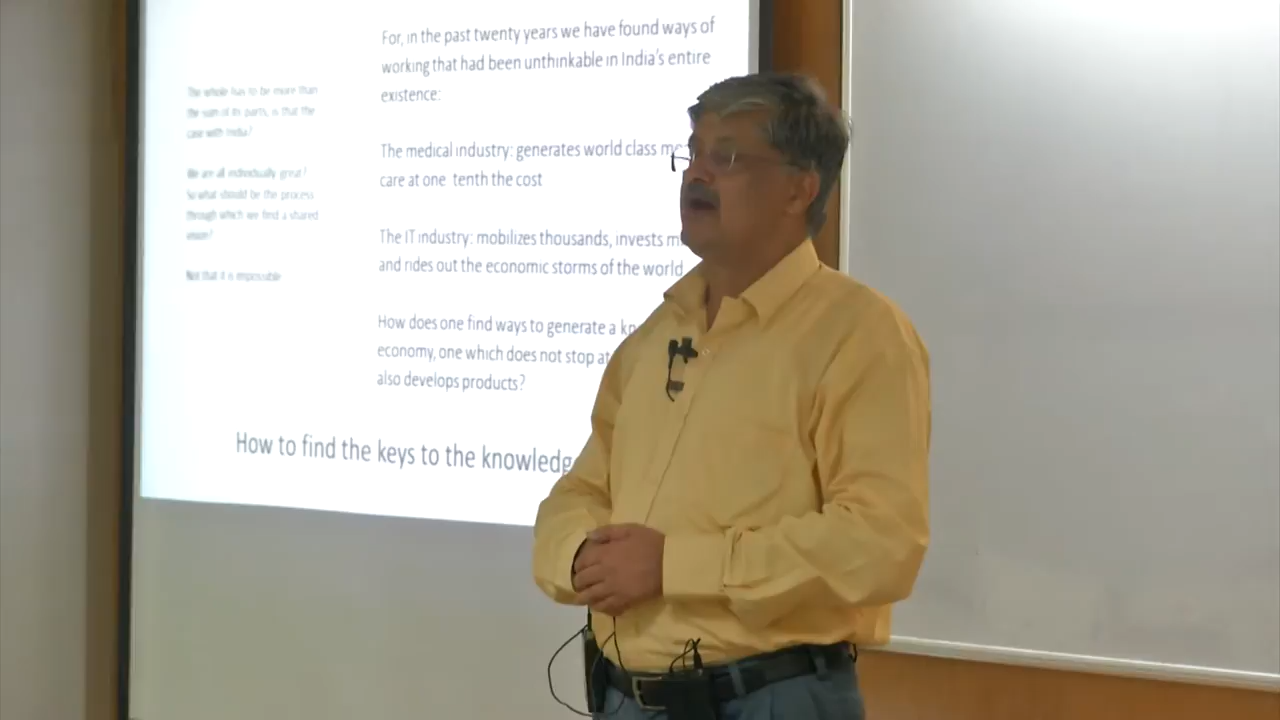 The whole has to be more than
the sum of its parts, is that the
case with India?
We are all individually great!
So what should be the process
through which we find a shared
vision?
Not that it is impossible
For, in the past twenty years we have found ways of
working that had been unthinkable in India's entire
existence:
The medical industry: generates world class
care at one tenth the cost
The IT industry: mobilizes thousands, invests
and rides out the economic storms of the world
How does one find ways to generate a
economy, one which does not stop at
also develops products?
How to find the keys to the